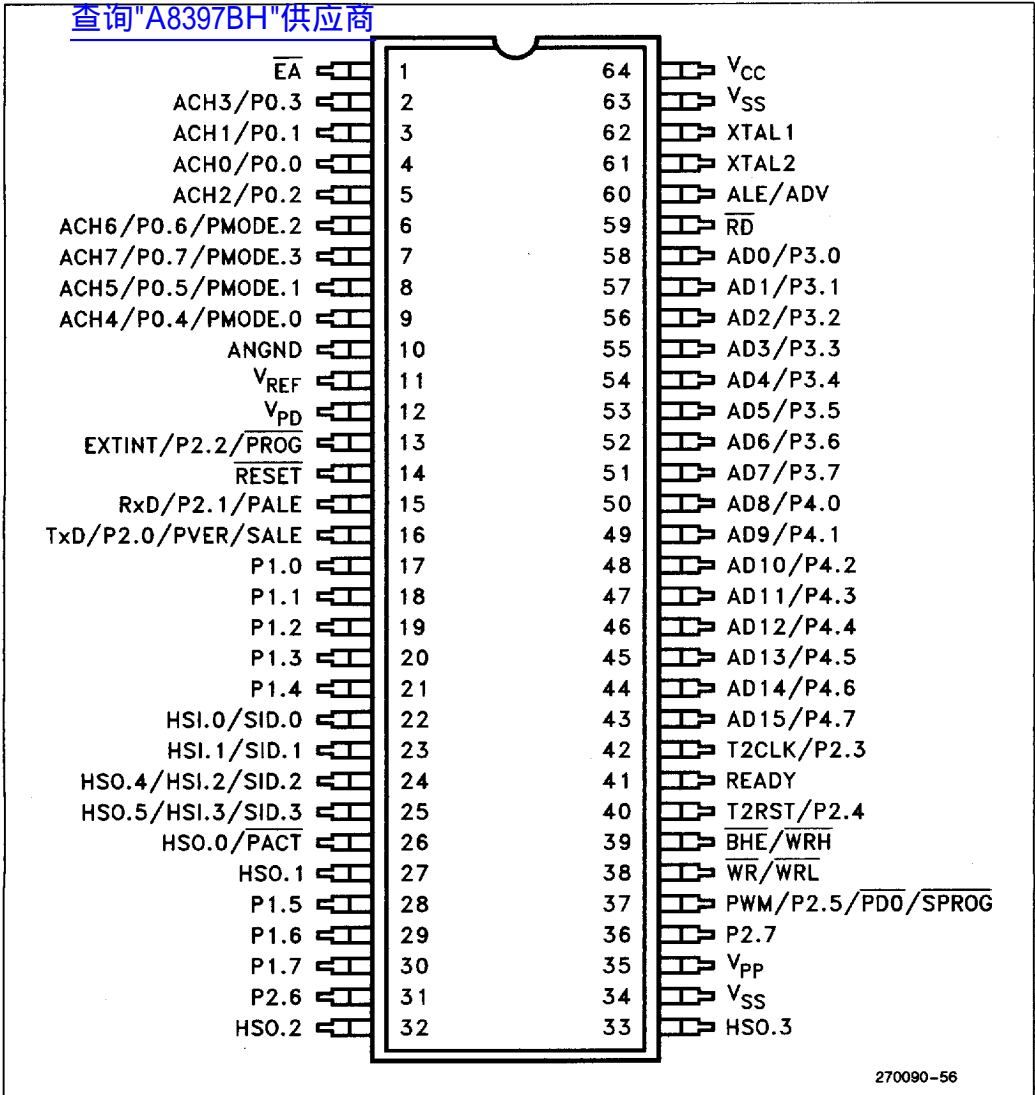 查询"A8397BH"供应商
E̅A̅ 1 64 VCC
ACH3/P0.3 2 63 VSS
ACH1/P0.1 3 62 XTAL1
ACH0/P0.0 4 61 XTAL2
ACH2/P0.2 5 60 ALE/ADV
ACH6/P0.6/PMODE.2 6 59 R̅D̅
ACH7/P0.7/PMODE.3 7 58 AD0/P3.0
ACH5/P0.5/PMODE.1 8 57 AD1/P3.1
ACH4/P0.4/PMODE.0 9 56 AD2/P3.2
ANGND 10 55 AD3/P3.3
VREF 11 54 AD4/P3.4
VPD 12 53 AD5/P3.5
EXTINT/P2.2/P̅R̅O̅G̅ 13 52 AD6/P3.6
R̅E̅S̅E̅T̅ 14 51 AD7/P3.7
RxD/P2.1/PALE 15 50 AD8/P4.0
TxD/P2.0/PVER/SALE 16 49 AD9/P4.1
P1.0 17 48 AD10/P4.2
P1.1 18 47 AD11/P4.3
P1.2 19 46 AD12/P4.4
P1.3 20 45 AD13/P4.5
P1.4 21 44 AD14/P4.6
HSI.0/SID.0 22 43 AD15/P4.7
HSI.1/SID.1 23 42 T2CLK/P2.3
HSO.4/HSI.2/SID.2 24 41 READY
HSO.5/HSI.3/SID.3 25 40 T2RST/P2.4
HSO.0/P̅A̅C̅T̅ 26 39 B̅H̅E̅/W̅R̅H̅
HSO.1 27 38 W̅R̅/W̅R̅L̅
P1.5 28 37 PWM/P2.5/P̅D̅O̅/S̅P̅R̅O̅G̅
P1.6 29 36 P2.7
P1.7 30 35 VPP
P2.6 31 34 VSS
HSO.2 32 33 HSO.3
270090-56